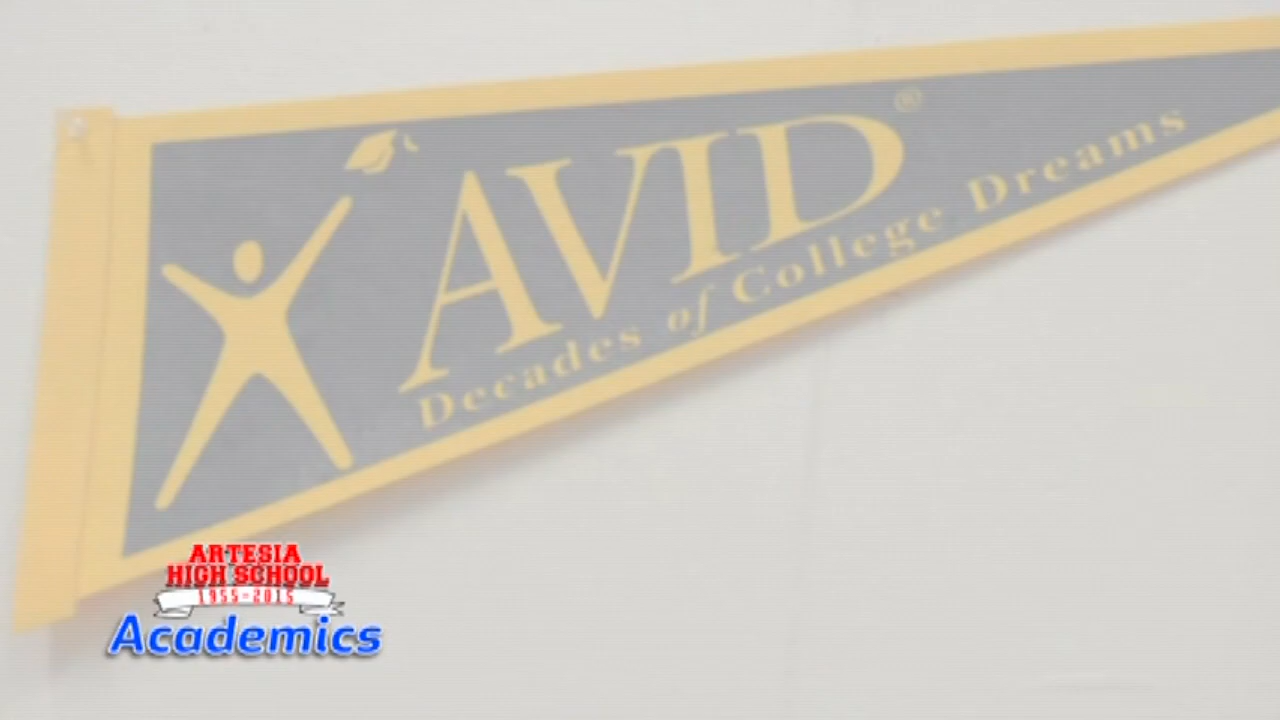 AVID®
Decades of College Dreams
ARTESIA
HIGH SCHOOL
1955-2015
Academics